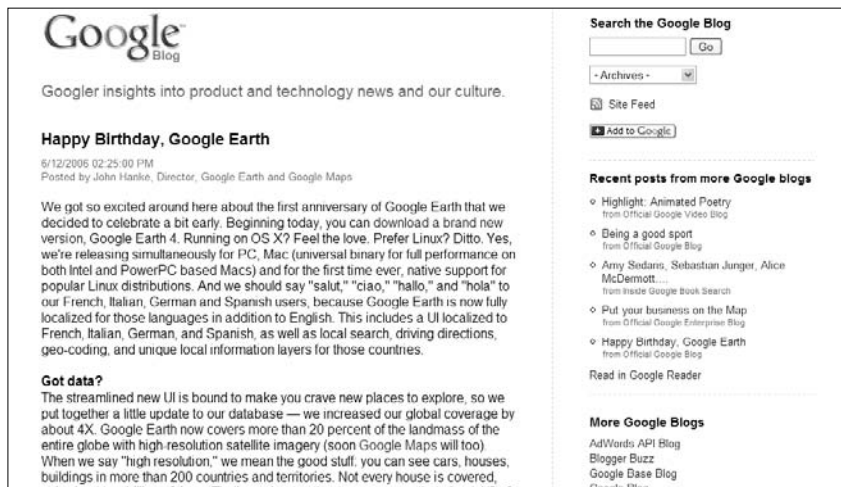 Google™
Blog
Googler insights into product and technology news and our culture.
Happy Birthday, Google Earth
6/12/2006 02:25:00 PM
Posted by John Hanke, Director, Google Earth and Google Maps
We got so excited around here about the first anniversary of Google Earth that we
decided to celebrate a bit early. Beginning today, you can download a brand new
version, Google Earth 4. Running on OS X? Feel the love. Prefer Linux? Ditto. Yes,
we're releasing simultaneously for PC, Mac (universal binary for full performance on
both Intel and PowerPC based Macs) and for the first time ever, native support for
popular Linux distributions. And we should say "salut," "ciao," "hallo," and "hola" to
our French, Italian, German and Spanish users, because Google Earth is now fully
localized for those languages in addition to English. This includes a UI localized to
French, Italian, German, and Spanish, as well as local search, driving directions,
geo-coding, and unique local information layers for those countries.
Got data?
The streamlined new UI is bound to make you crave new places to explore, so we
put together a little update to our database — we increased our global coverage by
about 4X. Google Earth now covers more than 20 percent of the landmass of the
entire globe with high-resolution satellite imagery (soon Google Maps will too).
When we say "high resolution," we mean the good stuff: you can see cars, houses,
buildings in more than 200 countries and territories. Not every house is covered,
Search the Google Blog
Go
- Archives -
Site Feed
Add to Google
Recent posts from more Google blogs
Highlight: Animated Poetry
from Official Google Video Blog
Being a good sport
from Official Google Blog
Amy Sedaris, Sebastian Junger, Alice
McDermott....
from Inside Google Book Search
Put your business on the Map
from Official Google Enterprise Blog
Happy Birthday, Google Earth
from Official Google Blog
Read in Google Reader
More Google Blogs
AdWords API Blog
Blogger Buzz
Google Base Blog